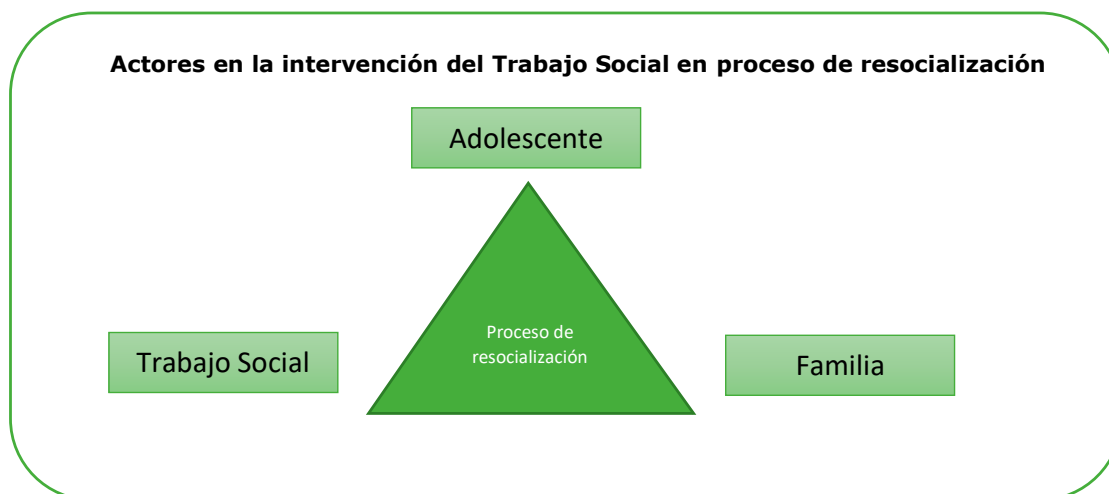 Actores en la intervención del Trabajo Social en proceso de resocialización
Adolescente
Proceso de
resocialización
Trabajo Social
Familia